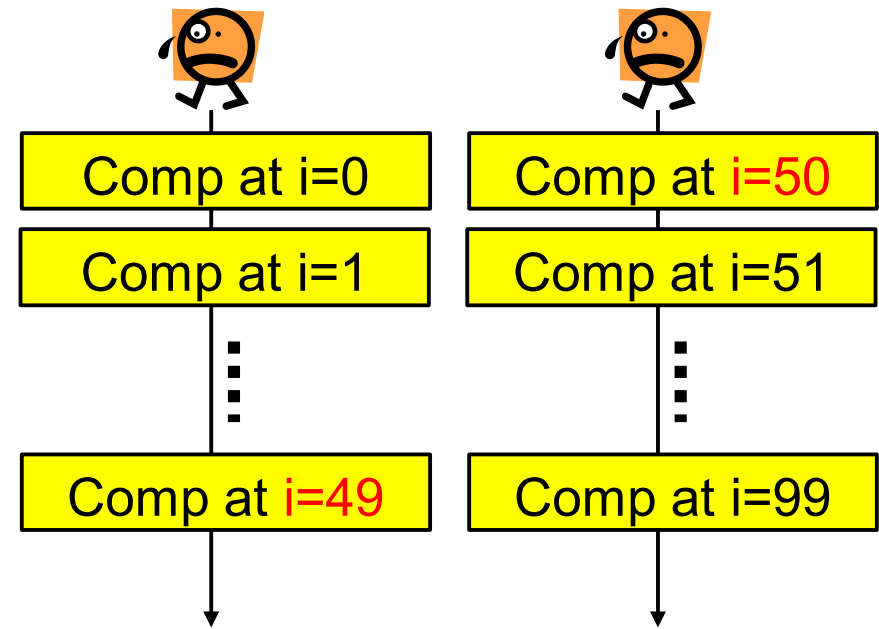 Comp at i=0
Comp at i=1
Comp at i=49
Comp at i=50
Comp at i=51
Comp at i=99